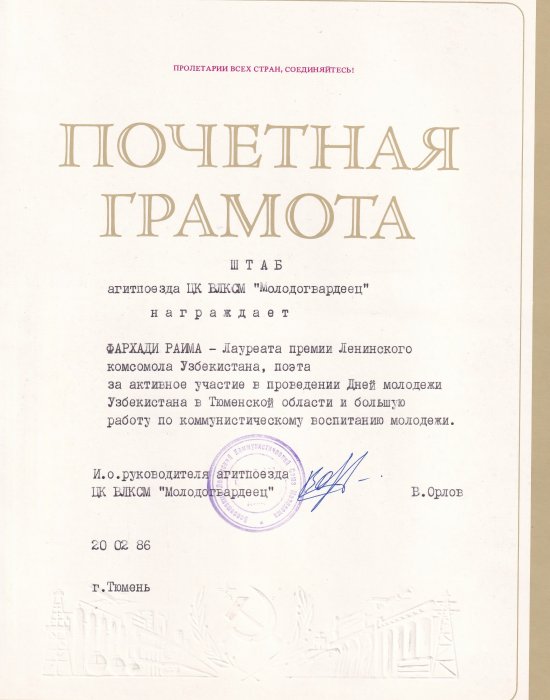 ПРОЛЕТАРИИ ВСЕХ СТРАН, СОЕДИНЯЙТЕСЬ!
ПОЧЕТНАЯ
ГРАМОТА
ШТАБ
агитпоезда ЦК ВЛКСМ "Молодогвардеец"
награждает
ФАРХАДИ РАИМА – Лауреата премии Ленинского
комсомола Узбекистана, поэта
за активное участие в проведении Дней молодежи
Узбекистана в Тюменской области и большую
работу по коммунистическому воспитанию молодежи.
И.о.руководителя агитпоезда
ЦК ВЛКСМ "Молодогвардеец" В.Орлов
20 02 86
г.Тюмень